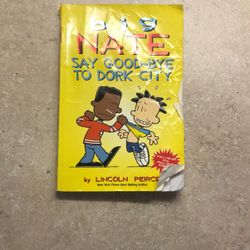 big
NATE
SAY GOOD-BYE
TO DORK CITY
by LINCOLN PEIRCE
New York Times Best Selling Author